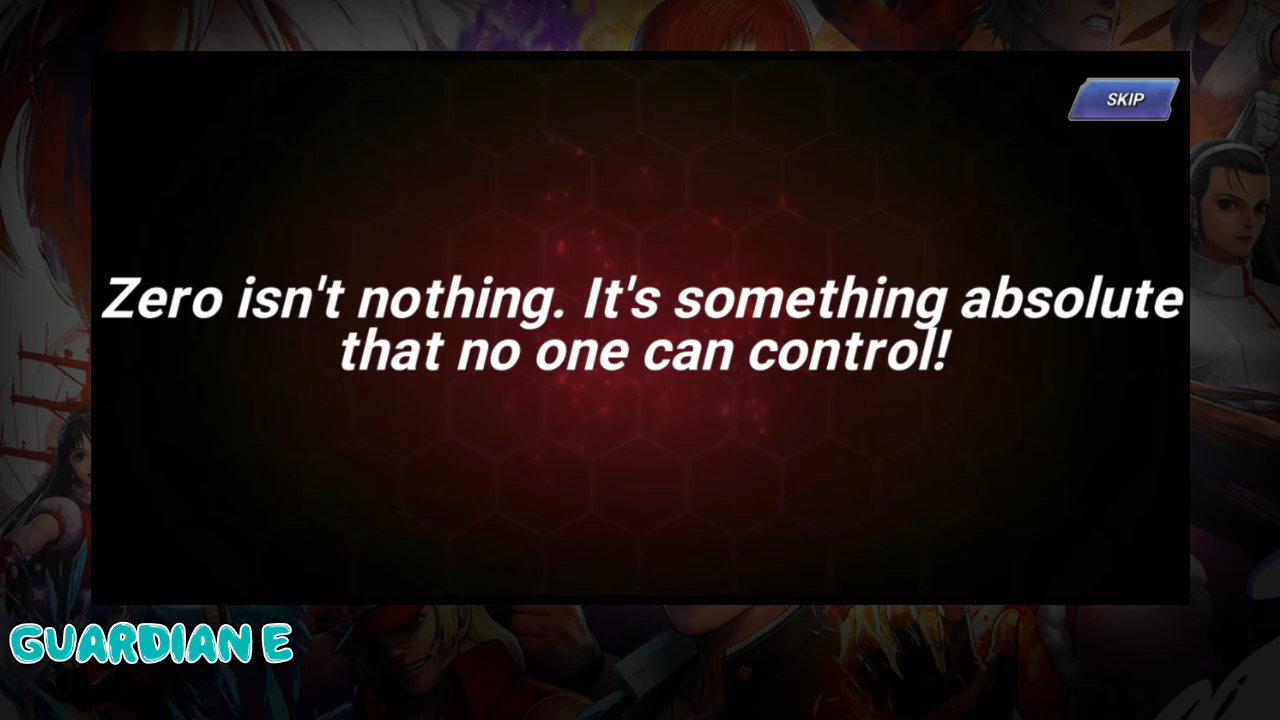 SKIP
Zero isn't nothing. It's something absolute
that no one can control!
GUARDIAN E